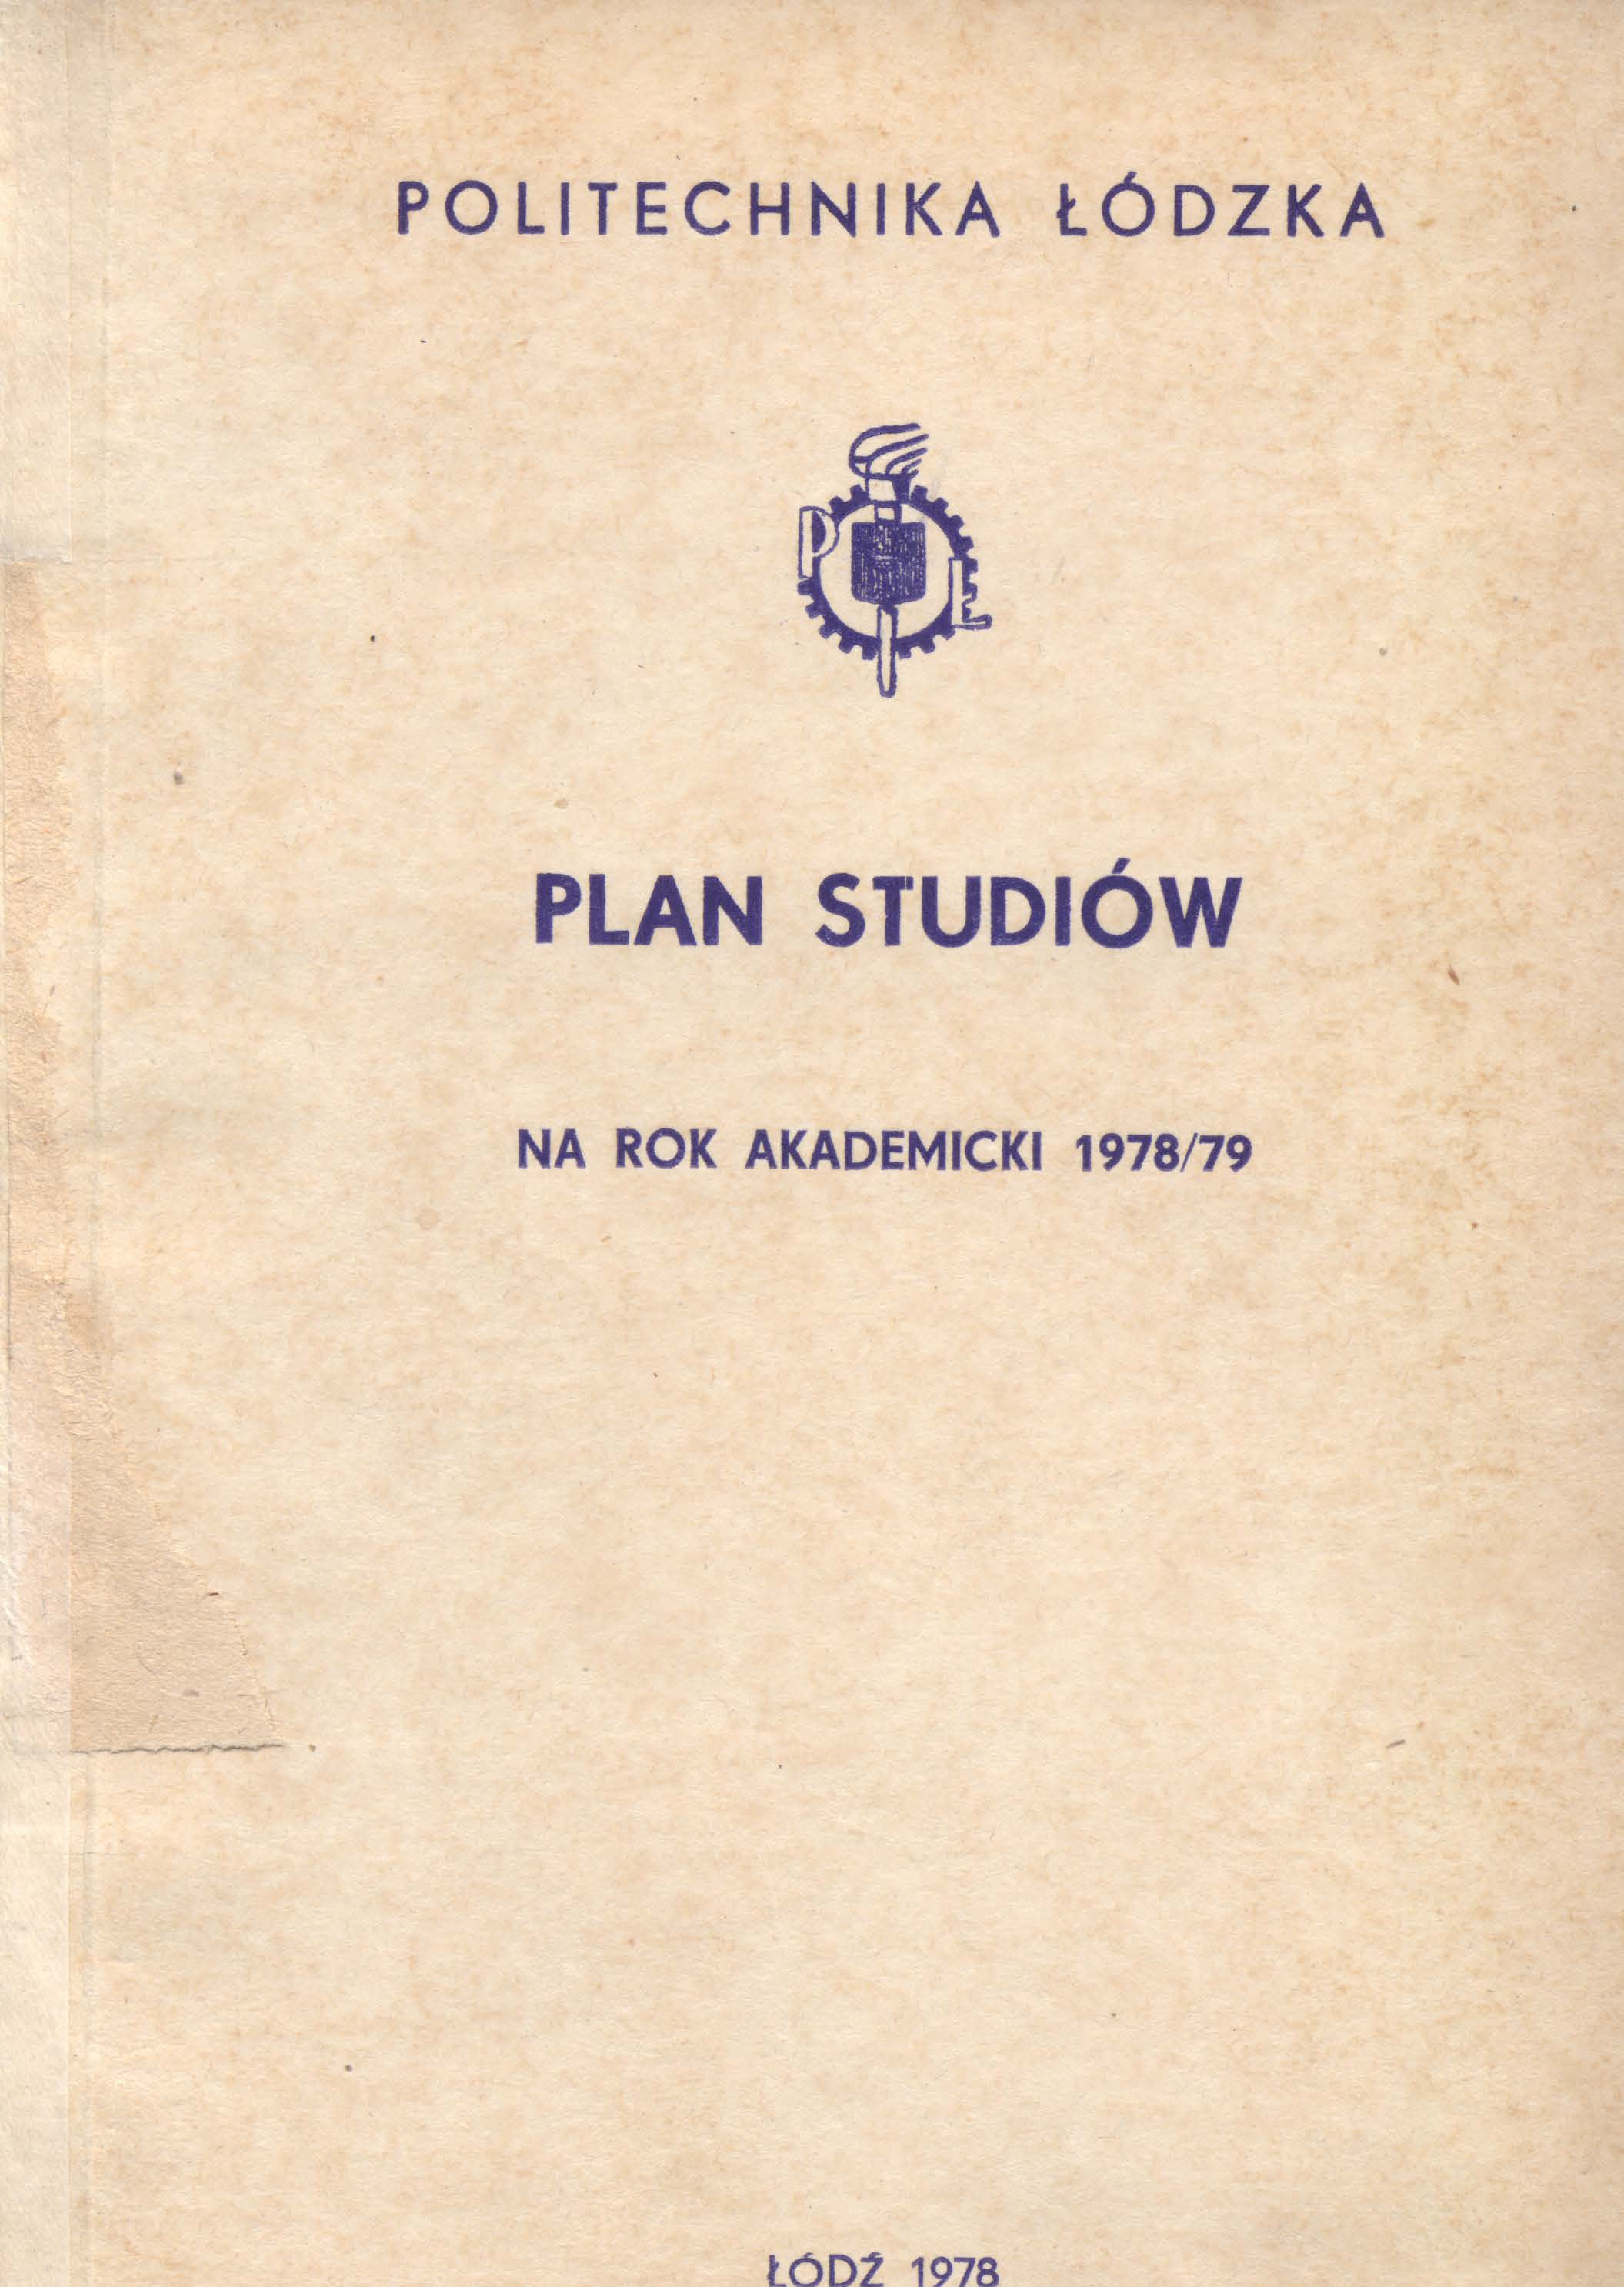 POLITECHNIKA ŁÓDZKA
P
Ł
PLAN STUDIÓW
NA ROK AKADEMICKI 1978/79
ŁÓDŹ 1978